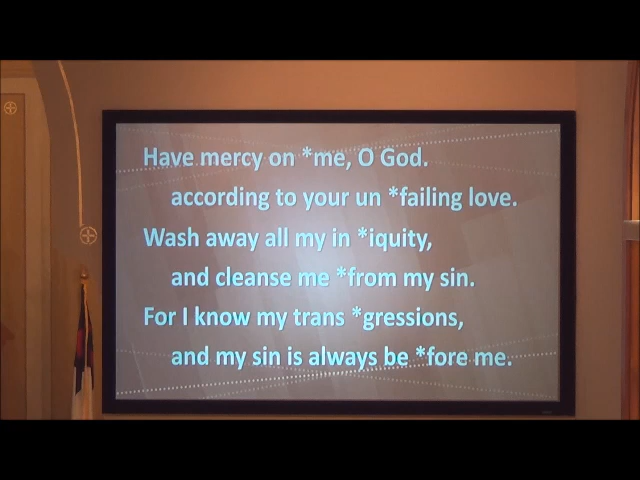 Have mercy on *me, O God.
according to your un *failing love.
Wash away all my in *iquity,
and cleanse me *from my sin.
For I know my trans *gressions,
and my sin is always be *fore me.